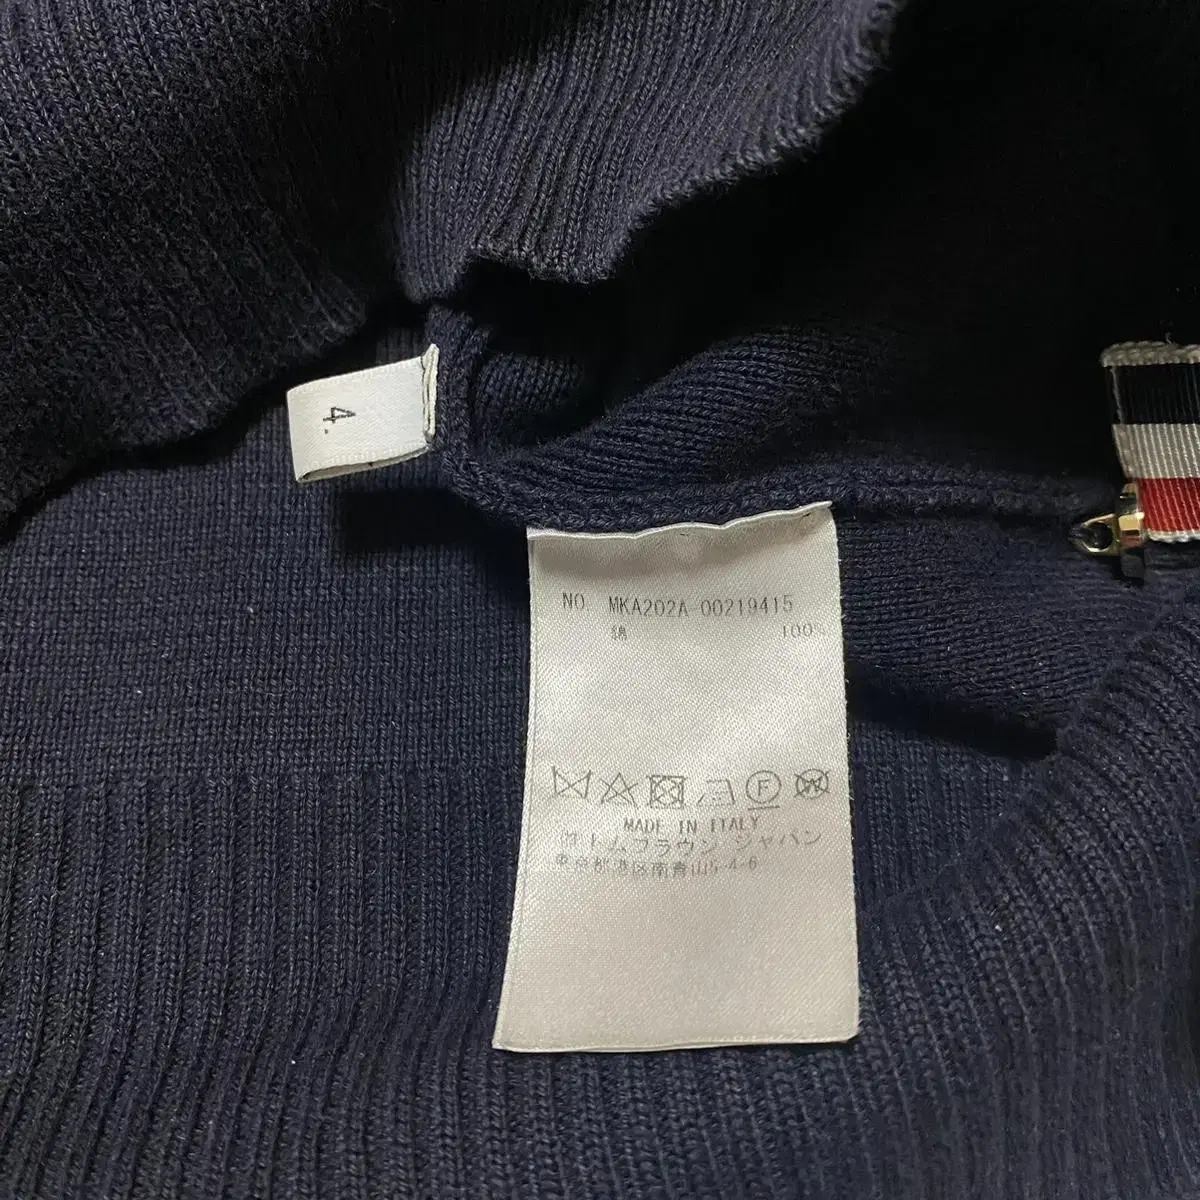 4.
NO. MKA202A-00219415
綿 100%
F W
MADE IN ITALY
㈱トムブラウン ジャパン
東京都港区南青山5-4-6